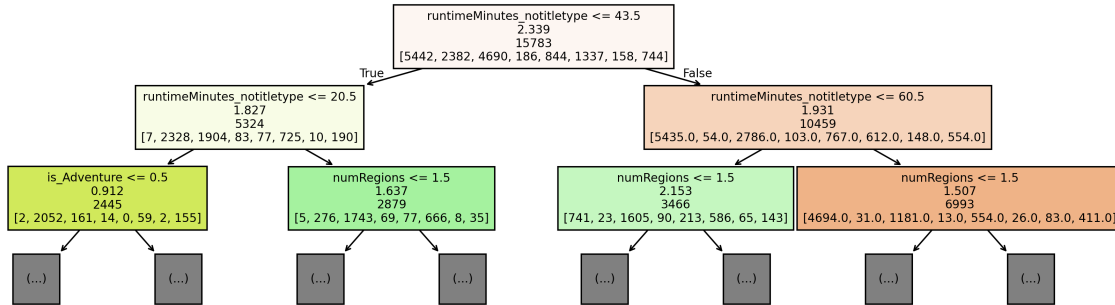 runtimeMinutes_notitletype <= 43.5
2.339
15783
[5442, 2382, 4690, 186, 844, 1337, 158, 744]
True
False
runtimeMinutes_notitletype <= 20.5
1.827
5324
[7, 2328, 1904, 83, 77, 725, 10, 190]
runtimeMinutes_notitletype <= 60.5
1.931
10459
[5435.0, 54.0, 2786.0, 103.0, 767.0, 612.0, 148.0, 554.0]
is_Adventure <= 0.5
0.912
2445
[2, 2052, 161, 14, 0, 59, 2, 155]
numRegions <= 1.5
1.637
2879
[5, 276, 1743, 69, 77, 666, 8, 35]
numRegions <= 1.5
2.153
3466
[741, 23, 1605, 90, 213, 586, 65, 143]
numRegions <= 1.5
1.507
6993
[4694.0, 31.0, 1181.0, 13.0, 554.0, 26.0, 83.0, 411.0]
(...)
(...)
(...)
(...)
(...)
(...)
(...)
(...)